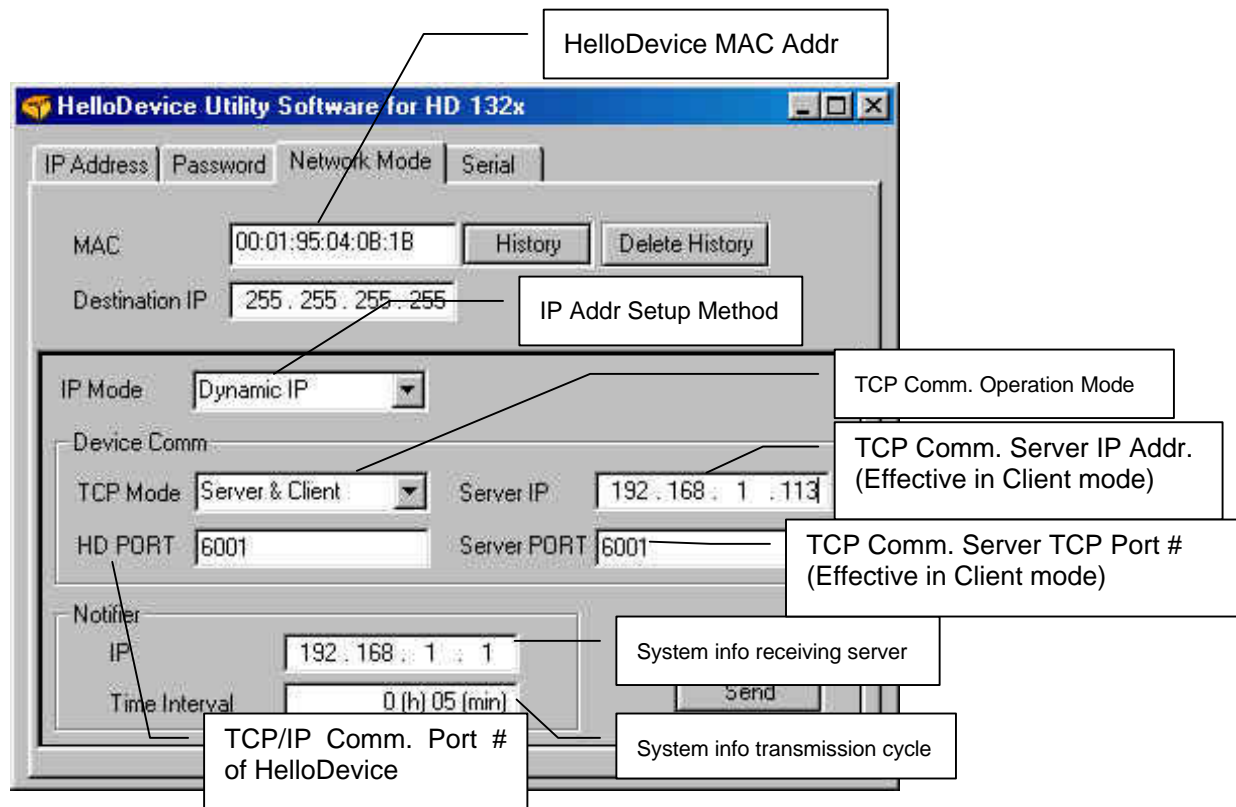 HelloDevice MAC Addr
HelloDevice Utility Software for HD 132x
IP Address Password Network Mode Serial
MAC 00:01:95:04:0B:1B History Delete History
Destination IP 255 . 255 . 255 . 255
IP Addr Setup Method
IP Mode Dynamic IP
TCP Comm. Operation Mode
Device Comm
TCP Mode Server & Client Server IP 192 . 168 . 1 . 113
TCP Comm. Server IP Addr.
(Effective in Client mode)
HD PORT 6001 Server PORT 6001
TCP Comm. Server TCP Port #
(Effective in Client mode)
Notifier
IP 192 . 168 . 1 . 1
System info receiving server
Time Interval 0 (h) 05 (min)
Send
TCP/IP Comm. Port #
of HelloDevice
System info transmission cycle